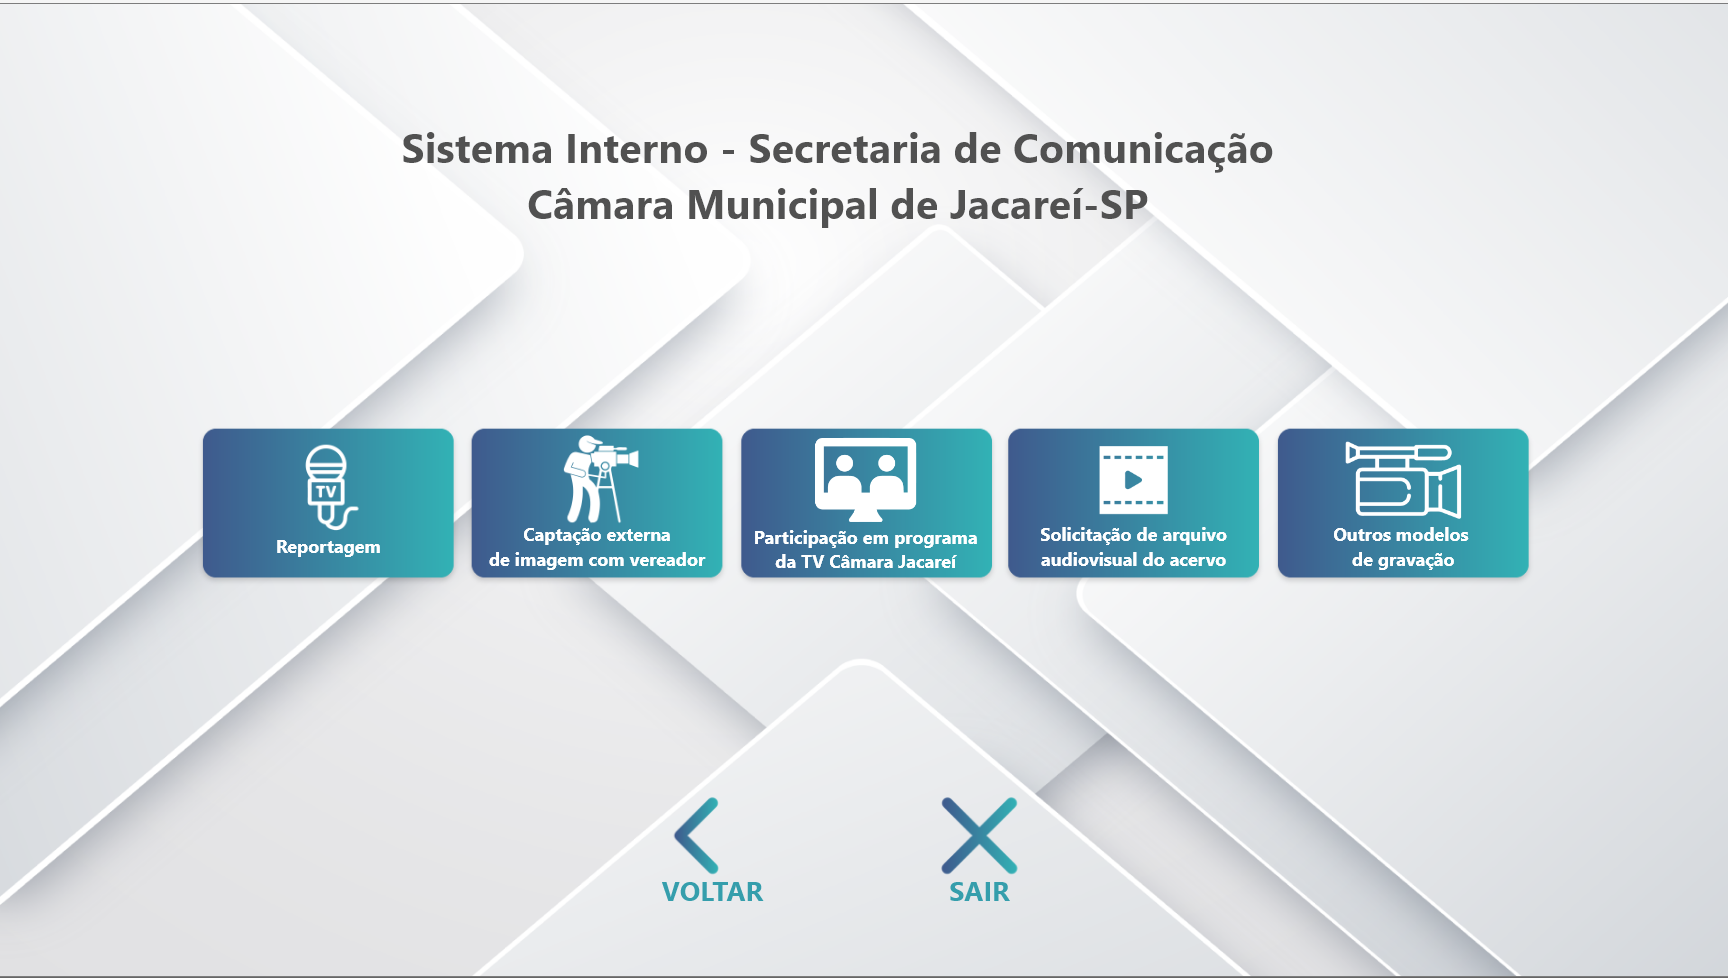 Sistema Interno - Secretaria de Comunicação
Câmara Municipal de Jacareí-SP
TV
Reportagem
Captação externa
de imagem com vereador
Participação em programa
da TV Câmara Jacareí
Solicitação de arquivo
audiovisual do acervo
Outros modelos
de gravação
VOLTAR
SAIR